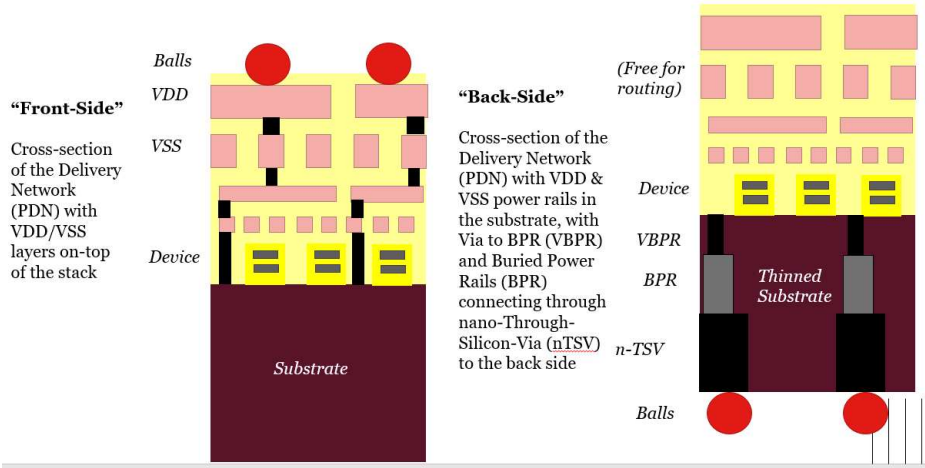 “Front-Side”
Cross-section
of the Delivery
Network
(PDN) with
VDD/VSS
layers on-top
of the stack
Balls
VDD
VSS
Device
Substrate
“Back-Side”
Cross-section of the
Delivery Network
(PDN) with VDD &
VSS power rails in
the substrate, with
Via to BPR (VBPR)
and Buried Power
Rails (BPR)
connecting through
nano-Through-
Silicon-Via (nTSV)
to the back side
(Free for
routing)
Device
VBPR
BPR
n-TSV
Balls
Thinned
Substrate